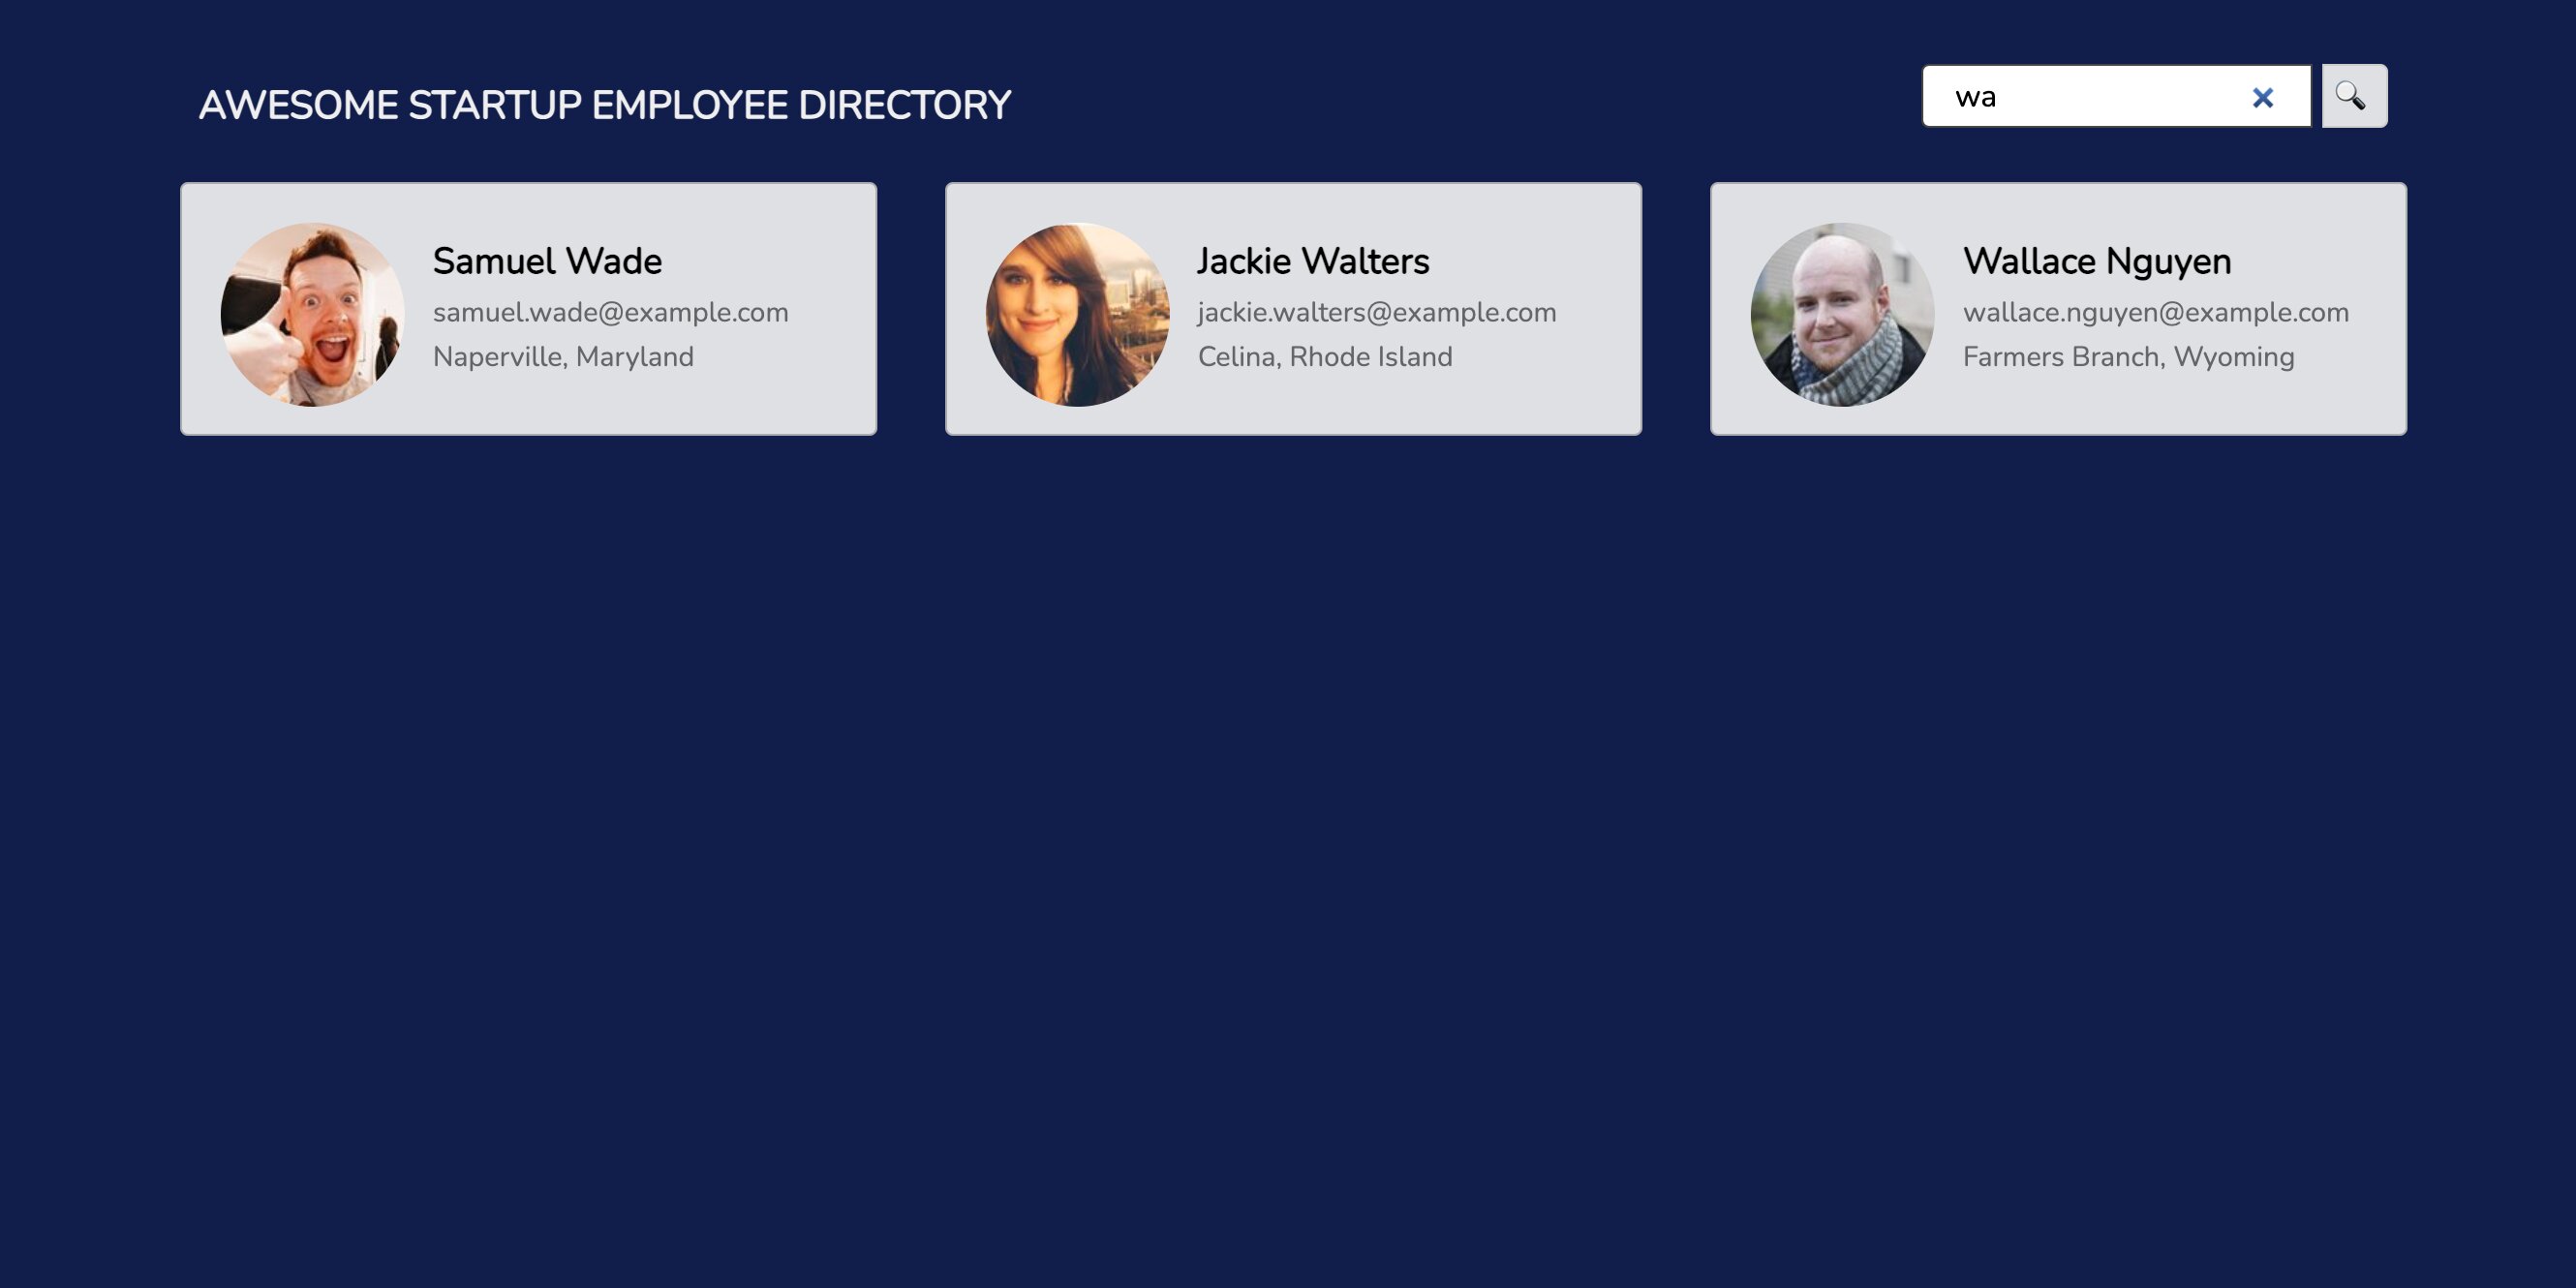 AWESOME STARTUP EMPLOYEE DIRECTORY
wa
Samuel Wade
samuel.wade@example.com
Naperville, Maryland
Jackie Walters
jackie.walters@example.com
Celina, Rhode Island
Wallace Nguyen
wallace.nguyen@example.com
Farmers Branch, Wyoming